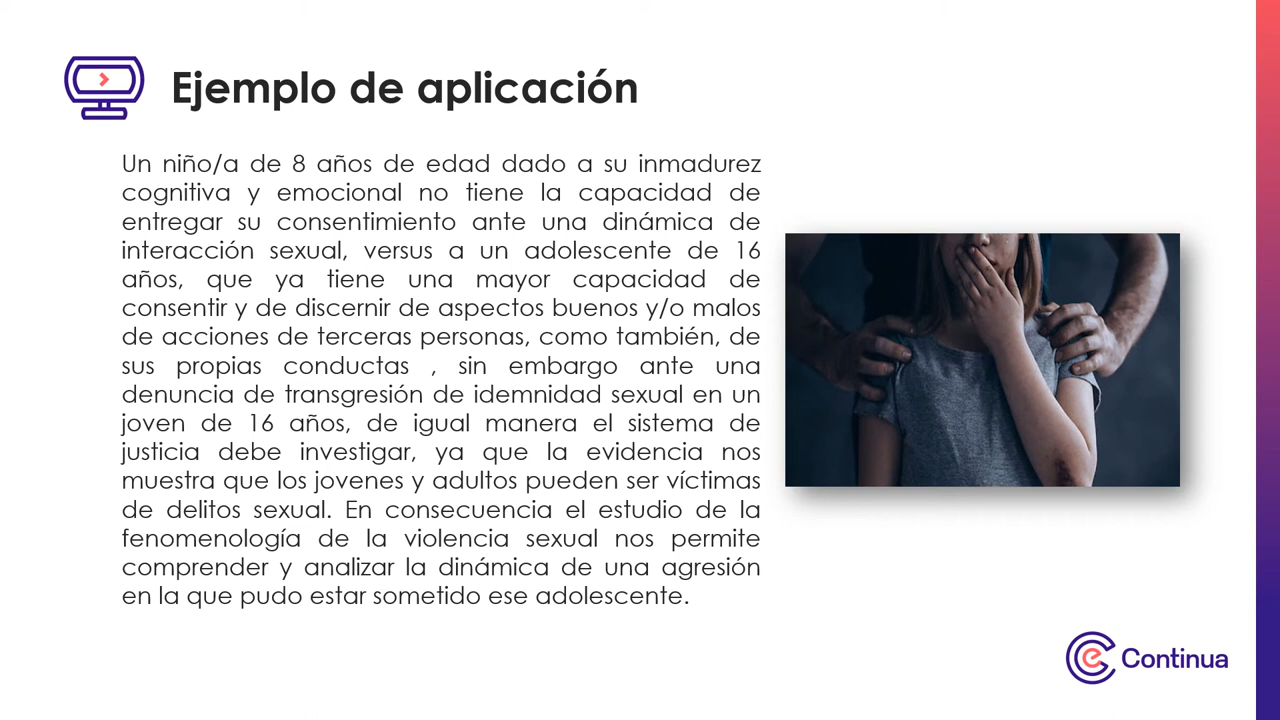 Ejemplo de aplicación
Un niño/a de 8 años de edad dado a su inmadurez
cognitiva y emocional no tiene la capacidad de
entregar su consentimiento ante una dinámica de
interacción sexual, versus a un adolescente de 16
años, que ya tiene una mayor capacidad de
consentir y de discernir de aspectos buenos y/o malos
de acciones de terceras personas, como también, de
sus propias conductas , sin embargo ante una
denuncia de transgresión de idemnidad sexual en un
joven de 16 años, de igual manera el sistema de
justicia debe investigar, ya que la evidencia nos
muestra que los jovenes y adultos pueden ser víctimas
de delitos sexual. En consecuencia el estudio de la
fenomenología de la violencia sexual nos permite
comprender y analizar la dinámica de una agresión
en la que pudo estar sometido ese adolescente.
e Continua